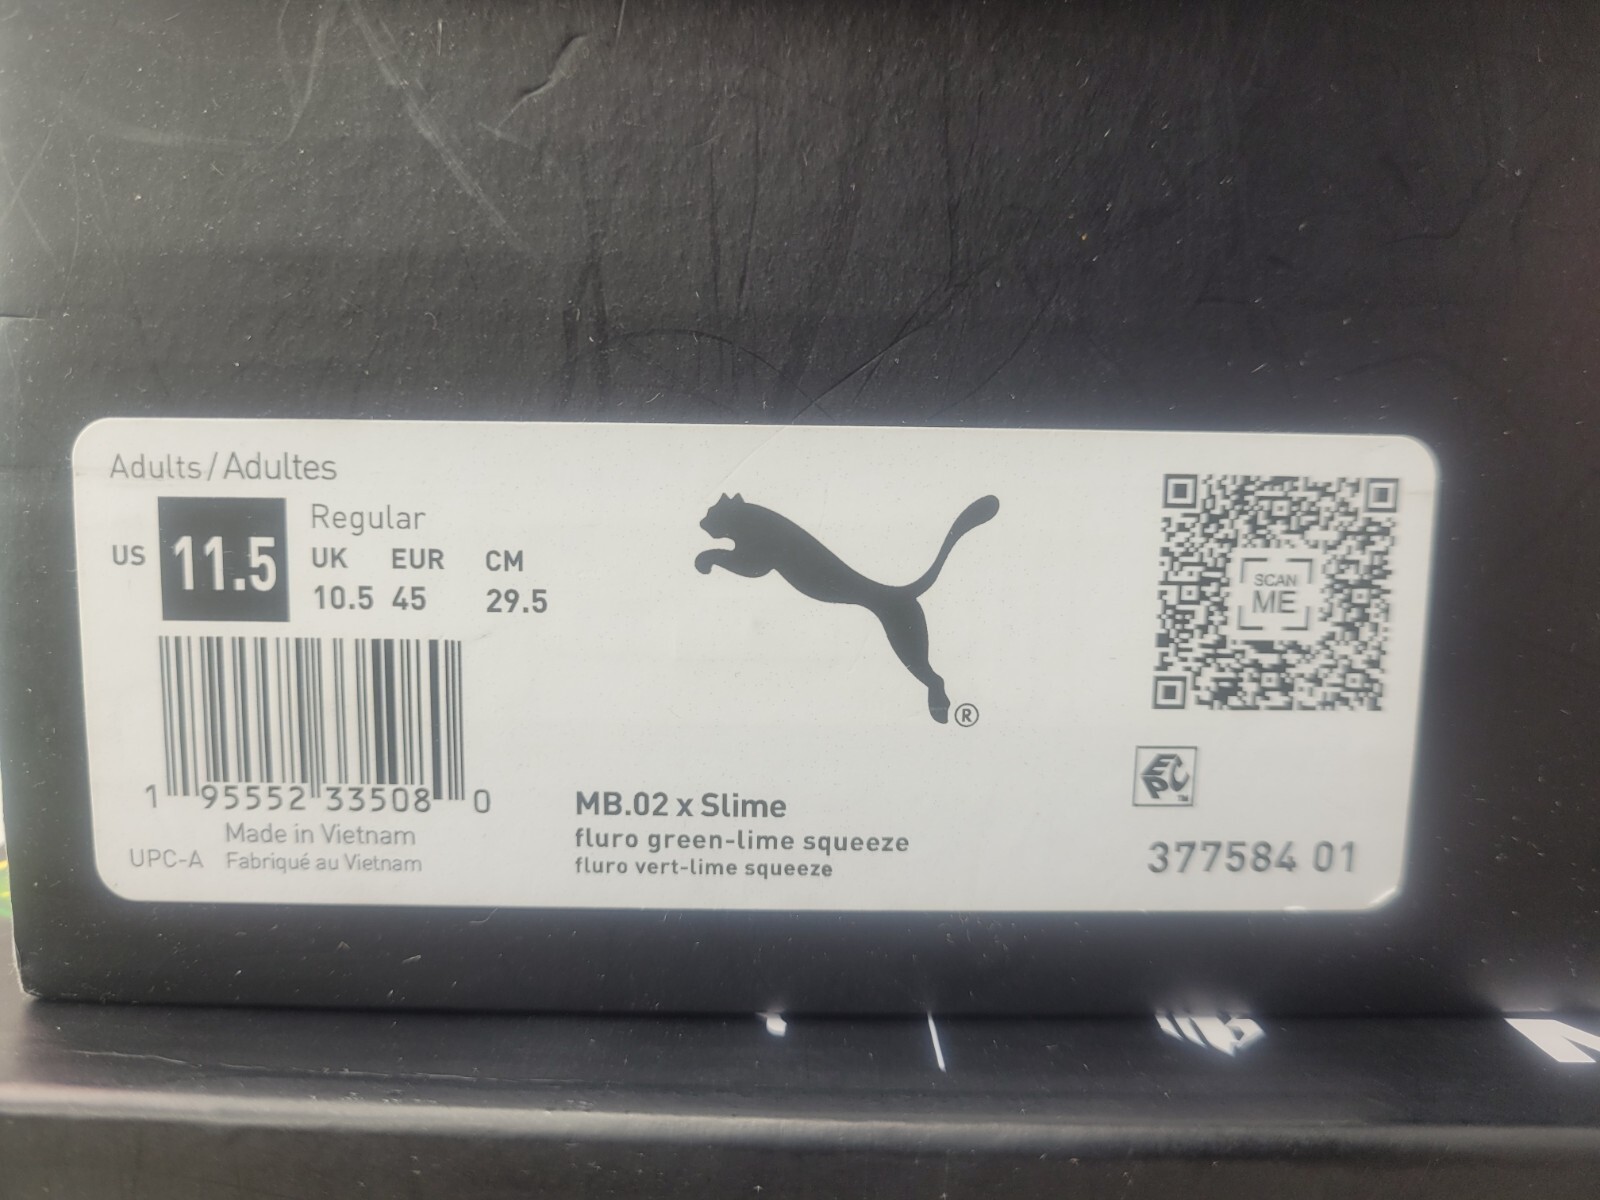 Adults/Adultes
US 11.5
Regular
UK EUR CM
10.5 45 29.5
SCAN
ME
1 95552 33508 0
Made in Vietnam
UPC-A Fabriqué au Vietnam
®
MB.02 x Slime
fluro green-lime squeeze
fluro vert-lime squeeze
EPC
™
377584 01